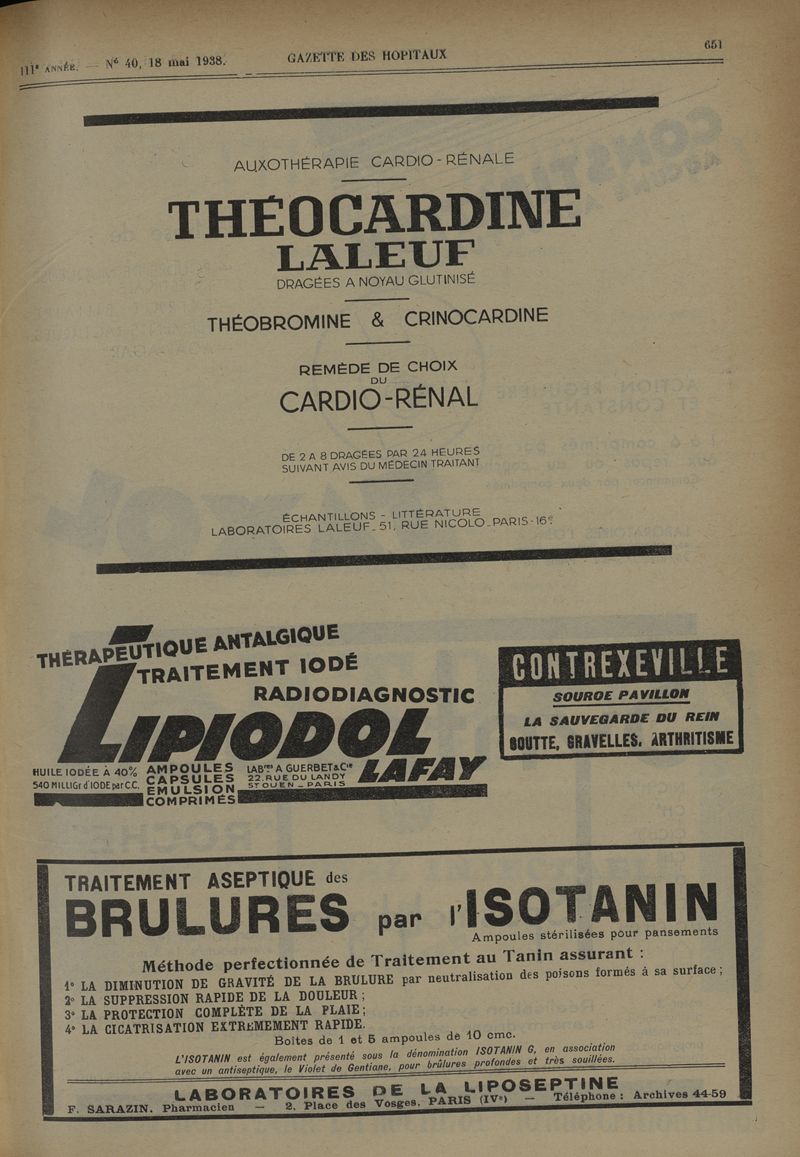 111e ANNÉE. — No 40, 18 mai 1938.
GAZETTE DES HOPITAUX
651
AUXOTHÉRAPIE CARDIO-RÉNALE
THÉOCARDINE
LALEUF
DRAGÉES A NOYAU GLUTINISÉ
THÉOBROMINE & CRINOCARDINE
REMÈDE DE CHOIX
DU
CARDIO-RÉNAL
DE 2 A 8 DRAGÉES PAR 24 HEURES
SUIVANT AVIS DU MÉDECIN TRAITANT
ÉCHANTILLONS - LITTÉRATURE
LABORATOIRES LALEUF_51, RUE NICOLO_PARIS-16e
THÉRAPEUTIQUE ANTALGIQUE
TRAITEMENT IODÉ
RADIODIAGNOSTIC
LIPIODOL
LAFAY
HUILE IODÉE À 40%
540 MILLIGr d'IODE par C.C.
AMPOULES
CAPSULES
EMULSION
COMPRIMÉS
LABres A GUERBET & Cie
22, RUE DU LANDY
St OUEN _ PARIS
CONTREXEVILLE
SOURCE PAVILLON
LA SAUVEGARDE DU REIN
GOUTTE, GRAVELLES, ARTHRITISME
TRAITEMENT ASEPTIQUE des
BRULURES par l'ISOTANIN
Ampoules stérilisées pour pansements
Méthode perfectionnée de Traitement au Tanin assurant :
1o LA DIMINUTION DE GRAVITÉ DE LA BRULURE par neutralisation des poisons formés à sa surface;
2o LA SUPPRESSION RAPIDE DE LA DOULEUR;
3o LA PROTECTION COMPLÈTE DE LA PLAIE;
4o LA CICATRISATION EXTRÊMEMENT RAPIDE.
Boîtes de 1 et 5 ampoules de 10 cmc.
L'ISOTANIN est également présenté sous la dénomination ISOTANIN G, en association
avec un antiseptique, le Violet de Gentiane, pour brûlures profondes et très souillées.
LABORATOIRES DE LA LIPOSEPTINE
F. SARAZIN, Pharmacien — 2, Place des Vosges, PARIS (IVe) — Téléphone : Archives 44-59